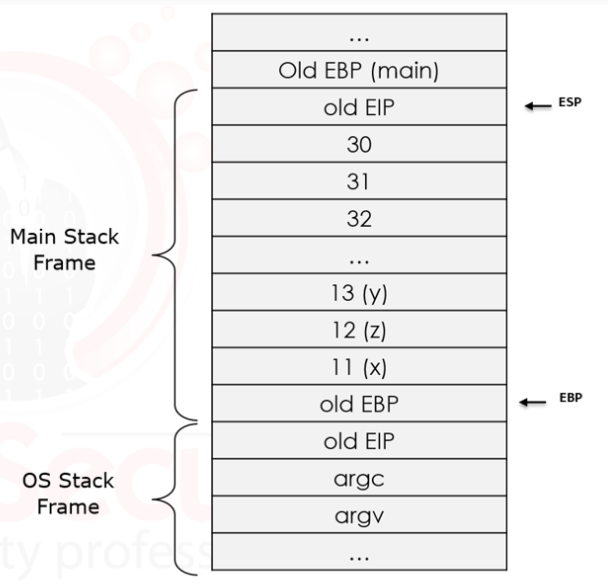 ...
Old EBP (main)
old EIP
ESP
30
31
32
Main Stack
Frame
...
13 (y)
12 (z)
11 (x)
old EBP
EBP
old EIP
OS Stack
Frame
argc
argv
...